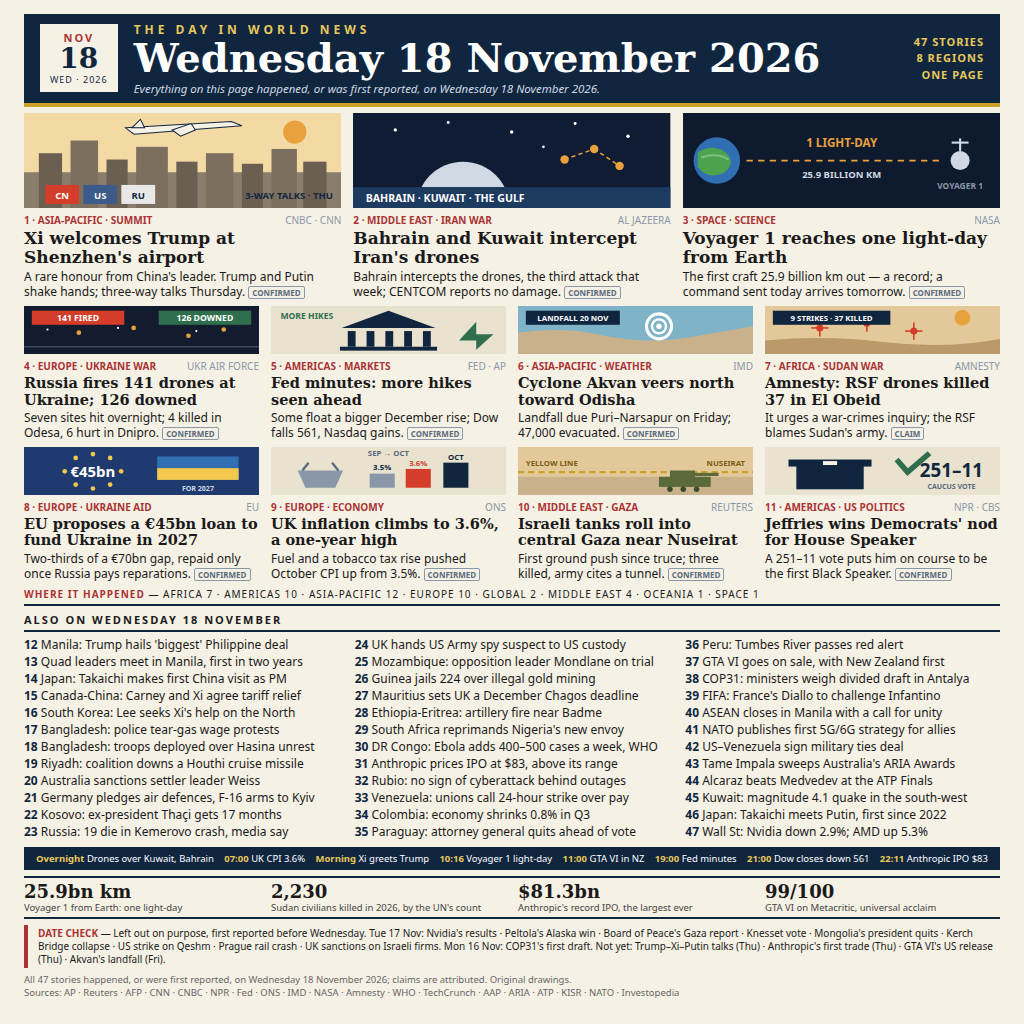 NOV
18
WED · 2026
THE DAY IN WORLD NEWS
Wednesday 18 November 2026
Everything on this page happened, or was first reported, on Wednesday 18 November 2026.
47 STORIES
8 REGIONS
ONE PAGE
CN US RU
3-WAY TALKS · THU
1 · ASIA-PACIFIC · SUMMIT CNBC · CNN
Xi welcomes Trump at
Shenzhen's airport
A rare honour from China's leader. Trump and Putin
shake hands; three-way talks Thursday. CONFIRMED
BAHRAIN · KUWAIT · THE GULF
2 · MIDDLE EAST · IRAN WAR AL JAZEERA
Bahrain and Kuwait intercept
Iran's drones
Bahrain intercepts the drones, the third attack that
week; CENTCOM reports no damage. CONFIRMED
1 LIGHT-DAY
25.9 BILLION KM
VOYAGER 1
3 · SPACE · SCIENCE NASA
Voyager 1 reaches one light-day
from Earth
The first craft 25.9 billion km out — a record; a
command sent today arrives tomorrow. CONFIRMED
141 FIRED 126 DOWNED
4 · EUROPE · UKRAINE WAR UKR AIR FORCE
Russia fires 141 drones at
Ukraine; 126 downed
Seven sites hit overnight; 4 killed in
Odesa, 6 hurt in Dnipro. CONFIRMED
MORE HIKES
5 · AMERICAS · MARKETS FED · AP
Fed minutes: more hikes
seen ahead
Some float a bigger December rise; Dow
falls 561, Nasdaq gains. CONFIRMED
LANDFALL 20 NOV
6 · ASIA-PACIFIC · WEATHER IMD
Cyclone Akvan veers north
toward Odisha
Landfall due Puri–Narsapur on Friday;
47,000 evacuated. CONFIRMED
9 STRIKES · 37 KILLED
7 · AFRICA · SUDAN WAR AMNESTY
Amnesty: RSF drones killed
37 in El Obeid
It urges a war-crimes inquiry; the RSF
blames Sudan's army. CLAIM
€45bn
FOR 2027
8 · EUROPE · UKRAINE AID EU
EU proposes a €45bn loan to
fund Ukraine in 2027
Two-thirds of a €70bn gap, repaid only
once Russia pays reparations. CONFIRMED
SEP → OCT
3.5% 3.6% OCT
9 · EUROPE · ECONOMY ONS
UK inflation climbs to 3.6%,
a one-year high
Fuel and a tobacco tax rise pushed
October CPI up from 3.5%. CONFIRMED
YELLOW LINE NUSEIRAT
10 · MIDDLE EAST · GAZA REUTERS
Israeli tanks roll into
central Gaza near Nuseirat
First ground push since truce; three
killed, army cites a tunnel. CONFIRMED
251–11
CAUCUS VOTE
11 · AMERICAS · US POLITICS NPR · CBS
Jeffries wins Democrats' nod
for House Speaker
A 251–11 vote puts him on course to be
the first Black Speaker. CONFIRMED
WHERE IT HAPPENED — AFRICA 7 · AMERICAS 10 · ASIA-PACIFIC 12 · EUROPE 10 · GLOBAL 2 · MIDDLE EAST 4 · OCEANIA 1 · SPACE 1
ALSO ON WEDNESDAY 18 NOVEMBER
12 Manila: Trump hails 'biggest' Philippine deal
13 Quad leaders meet in Manila, first in two years
14 Japan: Takaichi makes first China visit as PM
15 Canada-China: Carney and Xi agree tariff relief
16 South Korea: Lee seeks Xi's help on the North
17 Bangladesh: police tear-gas wage protests
18 Bangladesh: troops deployed over Hasina unrest
19 Riyadh: coalition downs a Houthi cruise missile
20 Australia sanctions settler leader Weiss
21 Germany pledges air defences, F-16 arms to Kyiv
22 Kosovo: ex-president Thaçi gets 17 months
23 Russia: 19 die in Kemerovo crash, media say
24 UK hands US Army spy suspect to US custody
25 Mozambique: opposition leader Mondlane on trial
26 Guinea jails 224 over illegal gold mining
27 Mauritius sets UK a December Chagos deadline
28 Ethiopia-Eritrea: artillery fire near Badme
29 South Africa reprimands Nigeria's new envoy
30 DR Congo: Ebola adds 400–500 cases a week, WHO
31 Anthropic prices IPO at $83, above its range
32 Rubio: no sign of cyberattack behind outages
33 Venezuela: unions call 24-hour strike over pay
34 Colombia: economy shrinks 0.8% in Q3
35 Paraguay: attorney general quits ahead of vote
36 Peru: Tumbes River passes red alert
37 GTA VI goes on sale, with New Zealand first
38 COP31: ministers weigh divided draft in Antalya
39 FIFA: France's Diallo to challenge Infantino
40 ASEAN closes in Manila with a call for unity
41 NATO publishes first 5G/6G strategy for allies
42 US–Venezuela sign military ties deal
43 Tame Impala sweeps Australia's ARIA Awards
44 Alcaraz beats Medvedev at the ATP Finals
45 Kuwait: magnitude 4.1 quake in the south-west
46 Japan: Takaichi meets Putin, first since 2022
47 Wall St: Nvidia down 2.9%; AMD up 5.3%
Overnight Drones over Kuwait, Bahrain 07:00 UK CPI 3.6% Morning Xi greets Trump 10:16 Voyager 1 light-day 11:00 GTA VI in NZ 19:00 Fed minutes 21:00 Dow closes down 561 22:11 Anthropic IPO $83
25.9bn km
Voyager 1 from Earth: one light-day
2,230
Sudan civilians killed in 2026, by the UN's count
$81.3bn
Anthropic's record IPO, the largest ever
99/100
GTA VI on Metacritic, universal acclaim
DATE CHECK — Left out on purpose, first reported before Wednesday. Tue 17 Nov: Nvidia's results · Peltola's Alaska win · Board of Peace's Gaza report · Knesset vote · Mongolia's president quits · Kerch
Bridge collapse · US strike on Qeshm · Prague rail crash · UK sanctions on Israeli firms. Mon 16 Nov: COP31's first draft. Not yet: Trump–Xi–Putin talks (Thu) · Anthropic's first trade (Thu) · GTA VI's US release
(Thu) · Akvan's landfall (Fri).
All 47 stories happened, or were first reported, on Wednesday 18 November 2026; claims are attributed. Original drawings.
Sources: AP · Reuters · AFP · CNN · CNBC · NPR · Fed · ONS · IMD · NASA · Amnesty · WHO · TechCrunch · AAP · ARIA · ATP · KISR · NATO · Investopedia